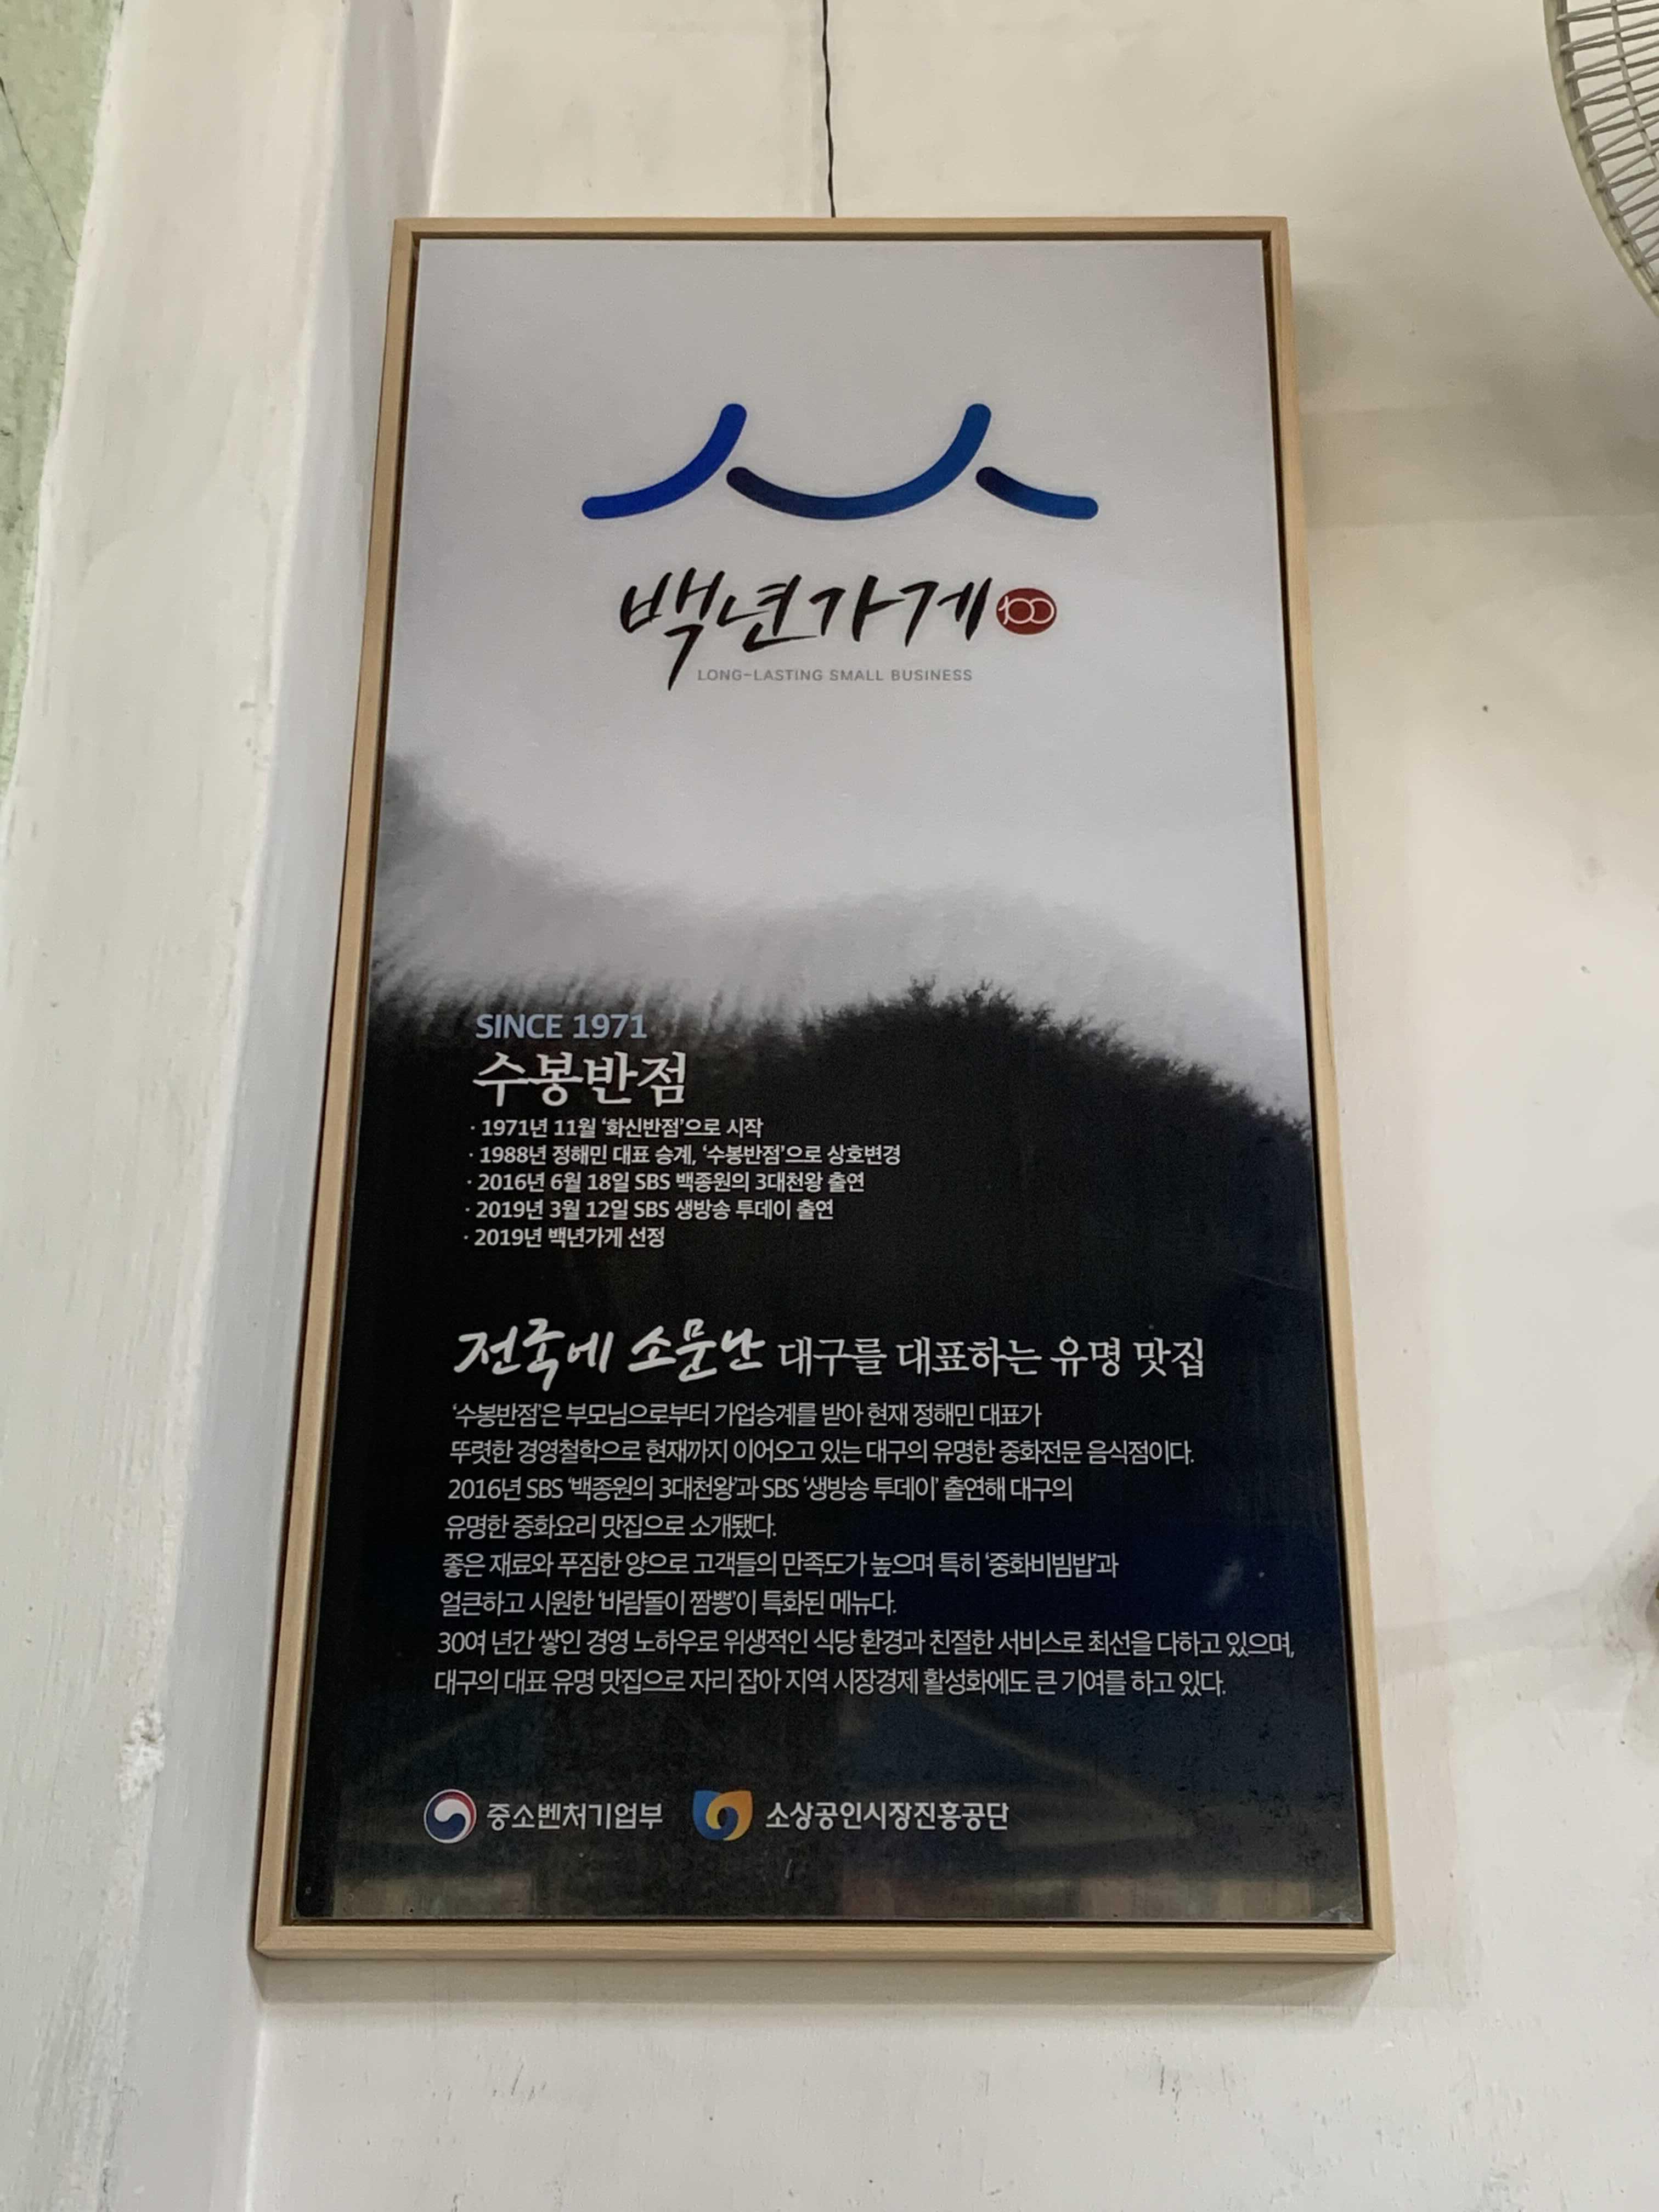 백년가게 100
LONG-LASTING SMALL BUSINESS
SINCE 1971
수봉반점
· 1971년 11월 ‘화신반점’으로 시작
· 1988년 정해민 대표 승계, ‘수봉반점’으로 상호변경
· 2016년 6월 18일 SBS 백종원의 3대천왕 출연
· 2019년 3월 12일 SBS 생방송 투데이 출연
· 2019년 백년가게 선정
전국에 소문난 대구를 대표하는 유명 맛집
‘수봉반점’은 부모님으로부터 가업승계를 받아 현재 정해민 대표가
뚜렷한 경영철학으로 현재까지 이어오고 있는 대구의 유명한 중화전문 음식점이다.
2016년 SBS ‘백종원의 3대천왕’과 SBS ‘생방송 투데이’ 출연해 대구의
유명한 중화요리 맛집으로 소개됐다.
좋은 재료와 푸짐한 양으로 고객들의 만족도가 높으며 특히 ‘중화비빔밥’과
얼큰하고 시원한 ‘바람돌이 짬뽕’이 특화된 메뉴다.
30여 년간 쌓인 경영 노하우로 위생적인 식당 환경과 친절한 서비스로 최선을 다하고 있으며,
대구의 대표 유명 맛집으로 자리 잡아 지역 시장경제 활성화에도 큰 기여를 하고 있다.
중소벤처기업부 소상공인시장진흥공단